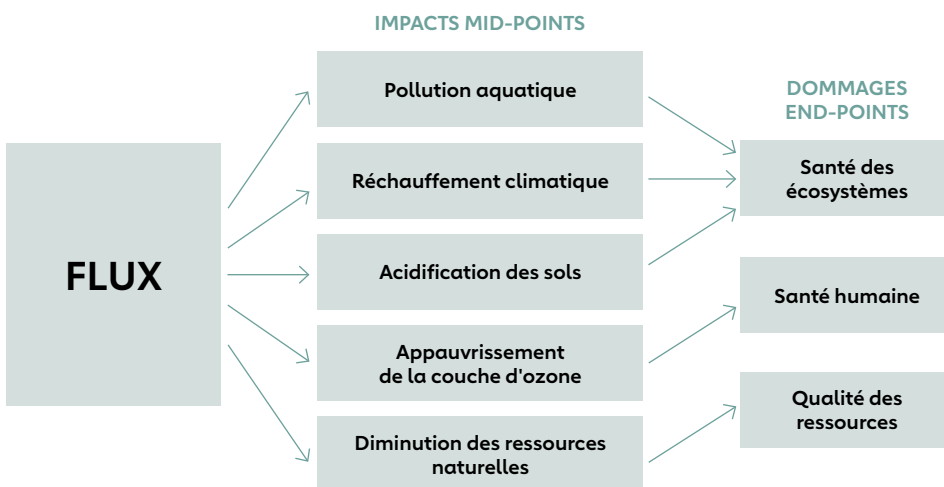 IMPACTS MID-POINTS
Pollution aquatique
DOMMAGES
END-POINTS
Santé des
écosystèmes
Réchauffement climatique
FLUX
Acidification des sols
Santé humaine
Appauvrissement
de la couche d'ozone
Qualité des
ressources
Diminution des ressources
naturelles